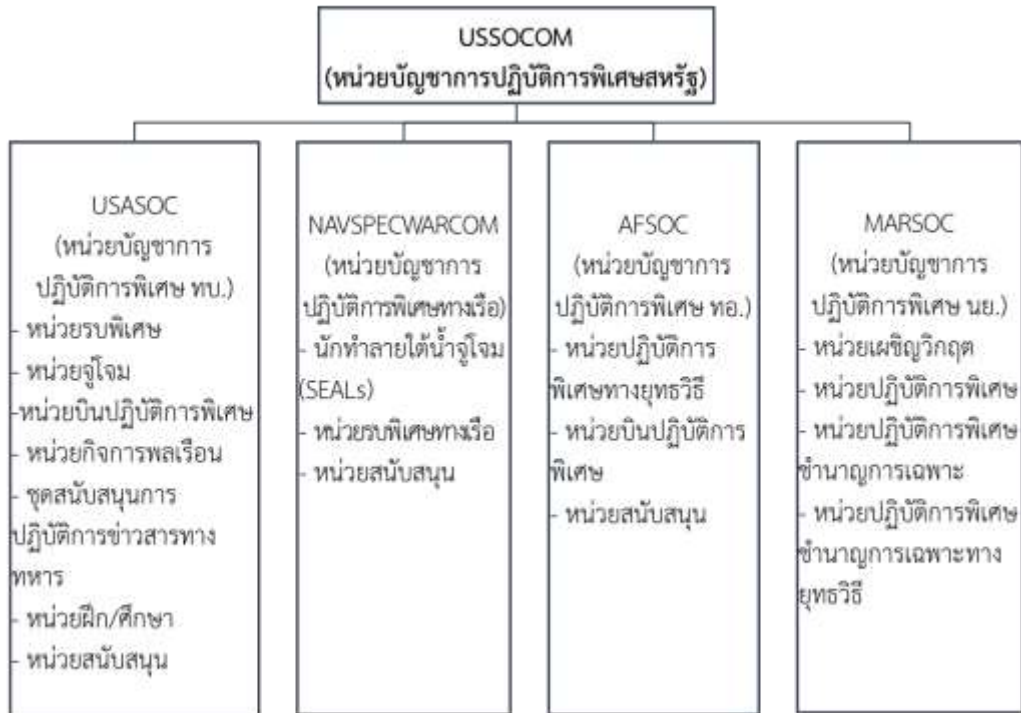 USSOCOM
(หน่วยบัญชาการปฏิบัติการพิเศษสหรัฐ)
USASOC
(หน่วยบัญชาการ
ปฏิบัติการพิเศษ ทบ.)
- หน่วยรบพิเศษ
- หน่วยจู่โจม
-หน่วยบินปฏิบัติการพิเศษ
- หน่วยกิจการพลเรือน
- ชุดสนับสนุนการ
ปฏิบัติการข่าวสารทาง
ทหาร
- หน่วยฝึก/ศึกษา
- หน่วยสนับสนุน
NAVSPECWARCOM
(หน่วยบัญชาการ
ปฏิบัติการพิเศษทางเรือ)
- นักทำลายใต้น้ำจู่โจม
(SEALs)
- หน่วยรบพิเศษทางเรือ
- หน่วยสนับสนุน
AFSOC
(หน่วยบัญชาการ
ปฏิบัติการพิเศษ ทอ.)
- หน่วยปฏิบัติการ
พิเศษทางยุทธวิธี
- หน่วยบินปฏิบัติการ
พิเศษ
- หน่วยสนับสนุน
MARSOC
(หน่วยบัญชาการ
ปฏิบัติการพิเศษ นย.)
- หน่วยเผชิญวิกฤต
- หน่วยปฏิบัติการพิเศษ
- หน่วยปฏิบัติการพิเศษ
ชำนาญการเฉพาะ
- หน่วยปฏิบัติการพิเศษ
ชำนาญการเฉพาะทาง
ยุทธวิธี